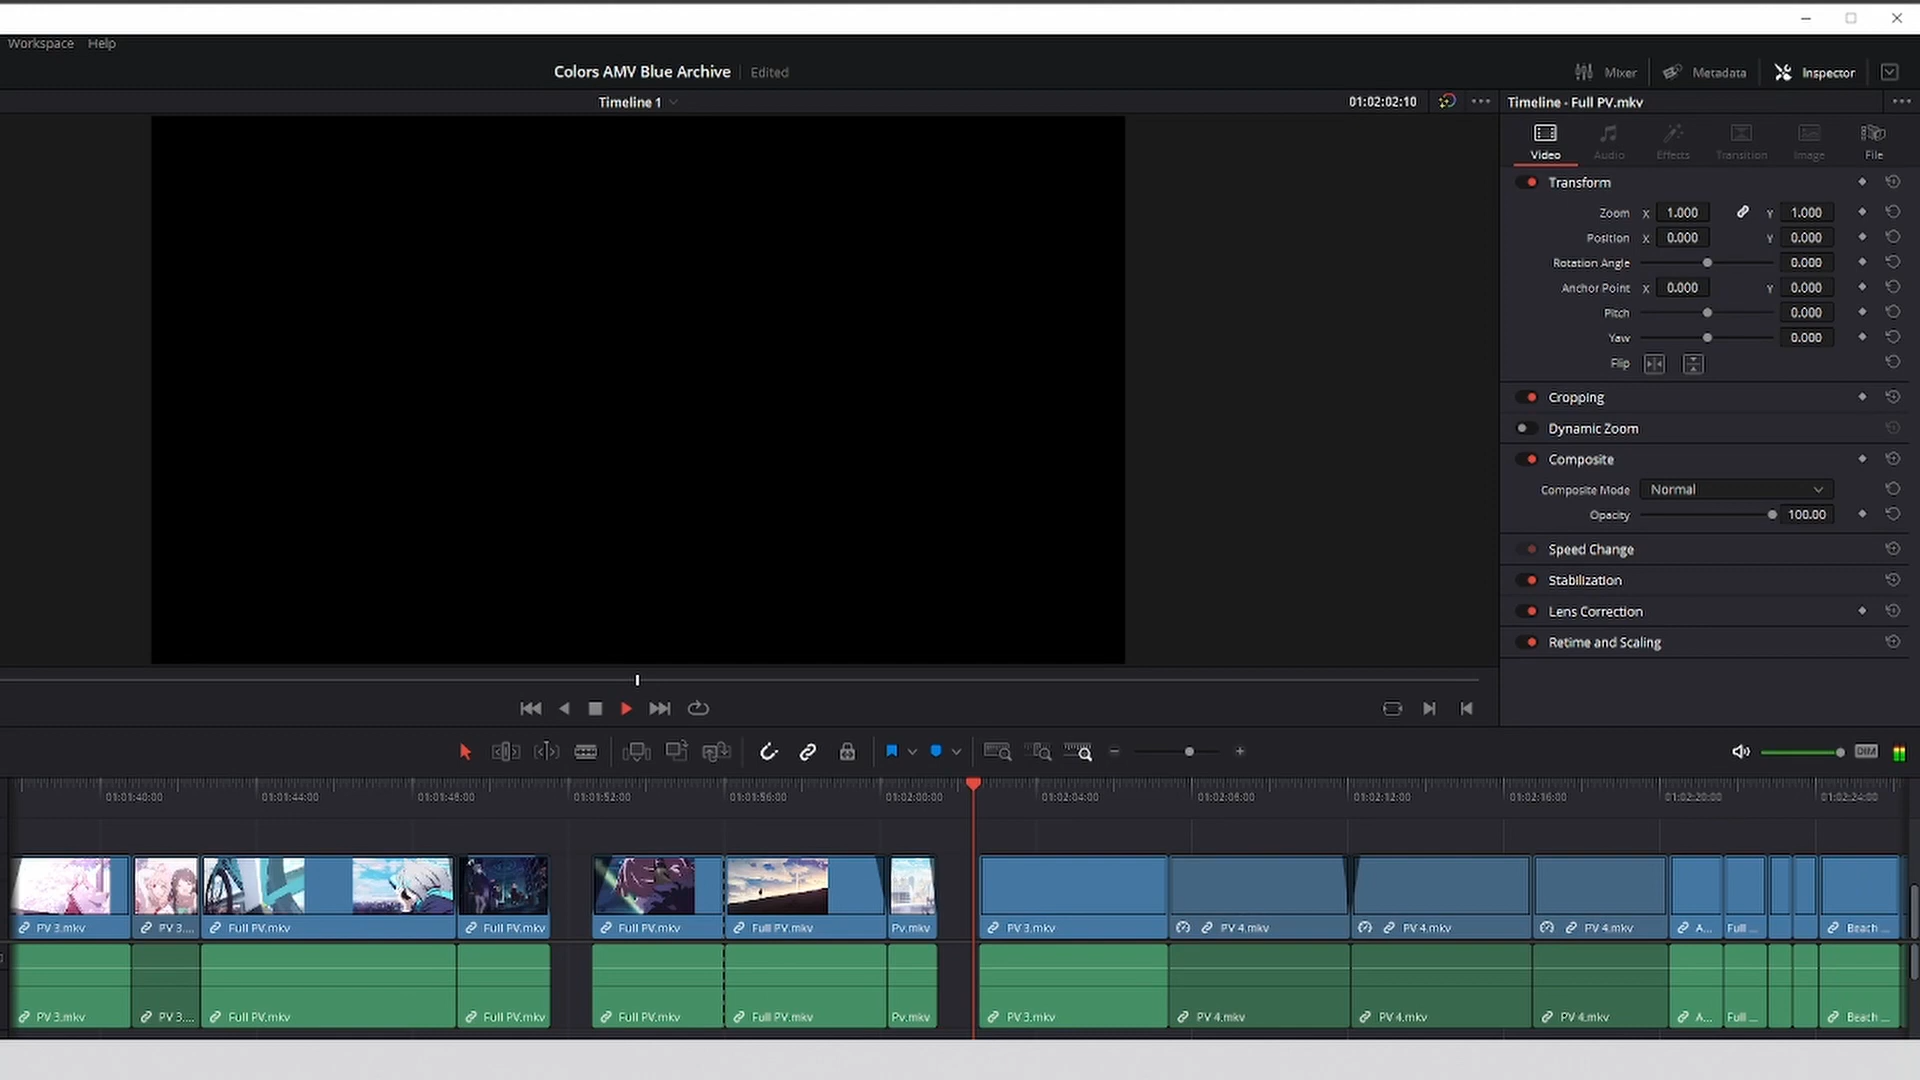 Workspace Help
Colors AMV Blue Archive Edited
Mixer Metadata Inspector
Timeline 1
01:02:02:10
Timeline - Full PV.mkv
Video Audio Effects Transition Image File
Transform
Zoom X 1.000 Y 1.000
Position X 0.000 Y 0.000
Rotation Angle 0.000
Anchor Point X 0.000 Y 0.000
Pitch 0.000
Yaw 0.000
Flip
Cropping
Dynamic Zoom
Composite
Composite Mode Normal
Opacity 100.00
Speed Change
Stabilization
Lens Correction
Retime and Scaling
DIM
01:01:40:00 01:01:44:00 01:01:48:00 01:01:52:00 01:01:56:00 01:02:00:00 01:02:04:00 01:02:08:00 01:02:12:00 01:02:16:00 01:02:20:00 01:02:24:00
PV 3.mkv PV 3.... Full PV.mkv Full PV.mkv Full PV.mkv Full PV.mkv Pv.mkv PV 3.mkv PV 4.mkv PV 4.mkv PV 4.mkv A... Full ... Beach ...
PV 3.mkv PV 3.... Full PV.mkv Full PV.mkv Full PV.mkv Full PV.mkv Pv.mkv PV 3.mkv PV 4.mkv PV 4.mkv PV 4.mkv A... Full ... Beach ...